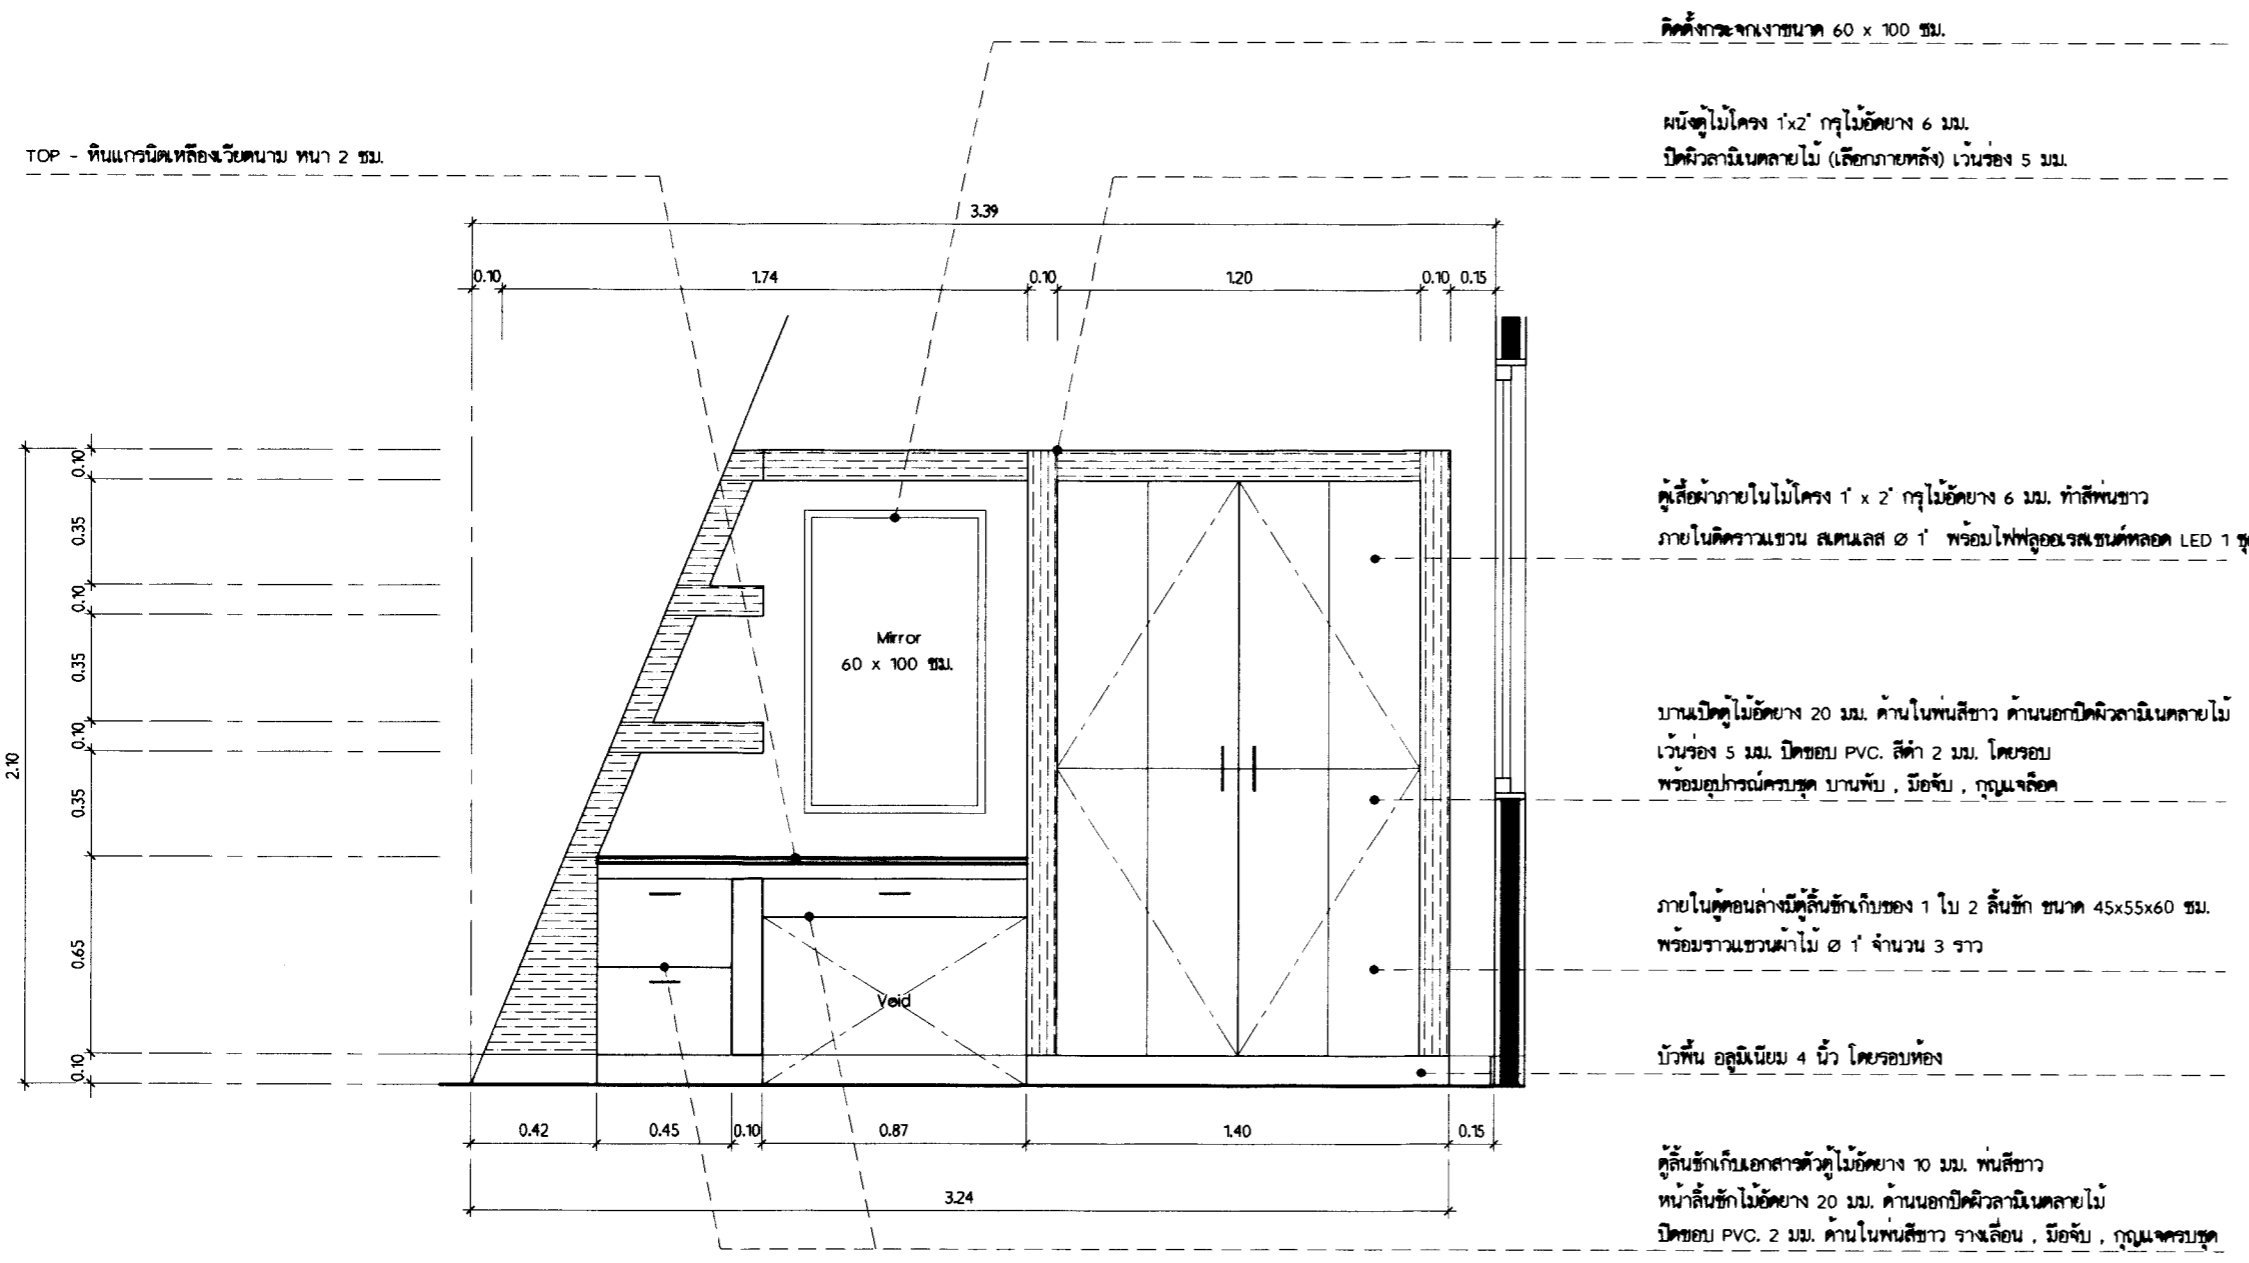 ติดตั้งกระจกเงาขนาด 60 x 100 ซม.
ผนังตู้ไม้โครง 1"x2" กรุไม้อัดยาง 6 มม.
ปิดผิวลามิเนตลายไม้ (เลือกภายหลัง) เว้นร่อง 5 มม.
TOP - หินแกรนิตเหลืองเวียดนาม หนา 2 ซม.
3.39
0.10 1.74 0.10 1.20 0.10 0.15
ตู้เสื้อผ้าภายในไม้โครง 1" x 2" กรุไม้อัดยาง 6 มม. ทำสีพ่นขาว
ภายในติดราวแขวน สเตนเลส Ø 1" พร้อมไฟฟลูออเรสเซนต์หลอด LED 1 ชุด
0.10
0.35
0.10
0.35
0.10
0.35
0.65
0.10
2.10
Mirror
60 x 100 ซม.
บานเปิดตู้ไม้อัดยาง 20 มม. ด้านในพ่นสีขาว ด้านนอกปิดผิวลามิเนตลายไม้
เว้นร่อง 5 มม. ปิดขอบ PVC. สีดำ 2 มม. โดยรอบ
พร้อมอุปกรณ์ครบชุด บานพับ , มือจับ , กุญแจล็อค
ภายในตู้ตอนล่างมีตู้ลิ้นชักเก็บของ 1 ใบ 2 ลิ้นชัก ขนาด 45x55x60 ซม.
พร้อมราวแขวนผ้าไม้ Ø 1" จำนวน 3 ราว
Void
บัวพื้น อลูมิเนียม 4 นิ้ว โดยรอบห้อง
0.42 0.45 0.10 0.87 1.40 0.15
3.24
ตู้ลิ้นชักเก็บเอกสารตัวตู้ไม้อัดยาง 10 มม. พ่นสีขาว
หน้าลิ้นชักไม้อัดยาง 20 มม. ด้านนอกปิดผิวลามิเนตลายไม้
ปิดขอบ PVC. 2 มม. ด้านในพ่นสีขาว รางเลื่อน , มือจับ , กุญแจครบชุด